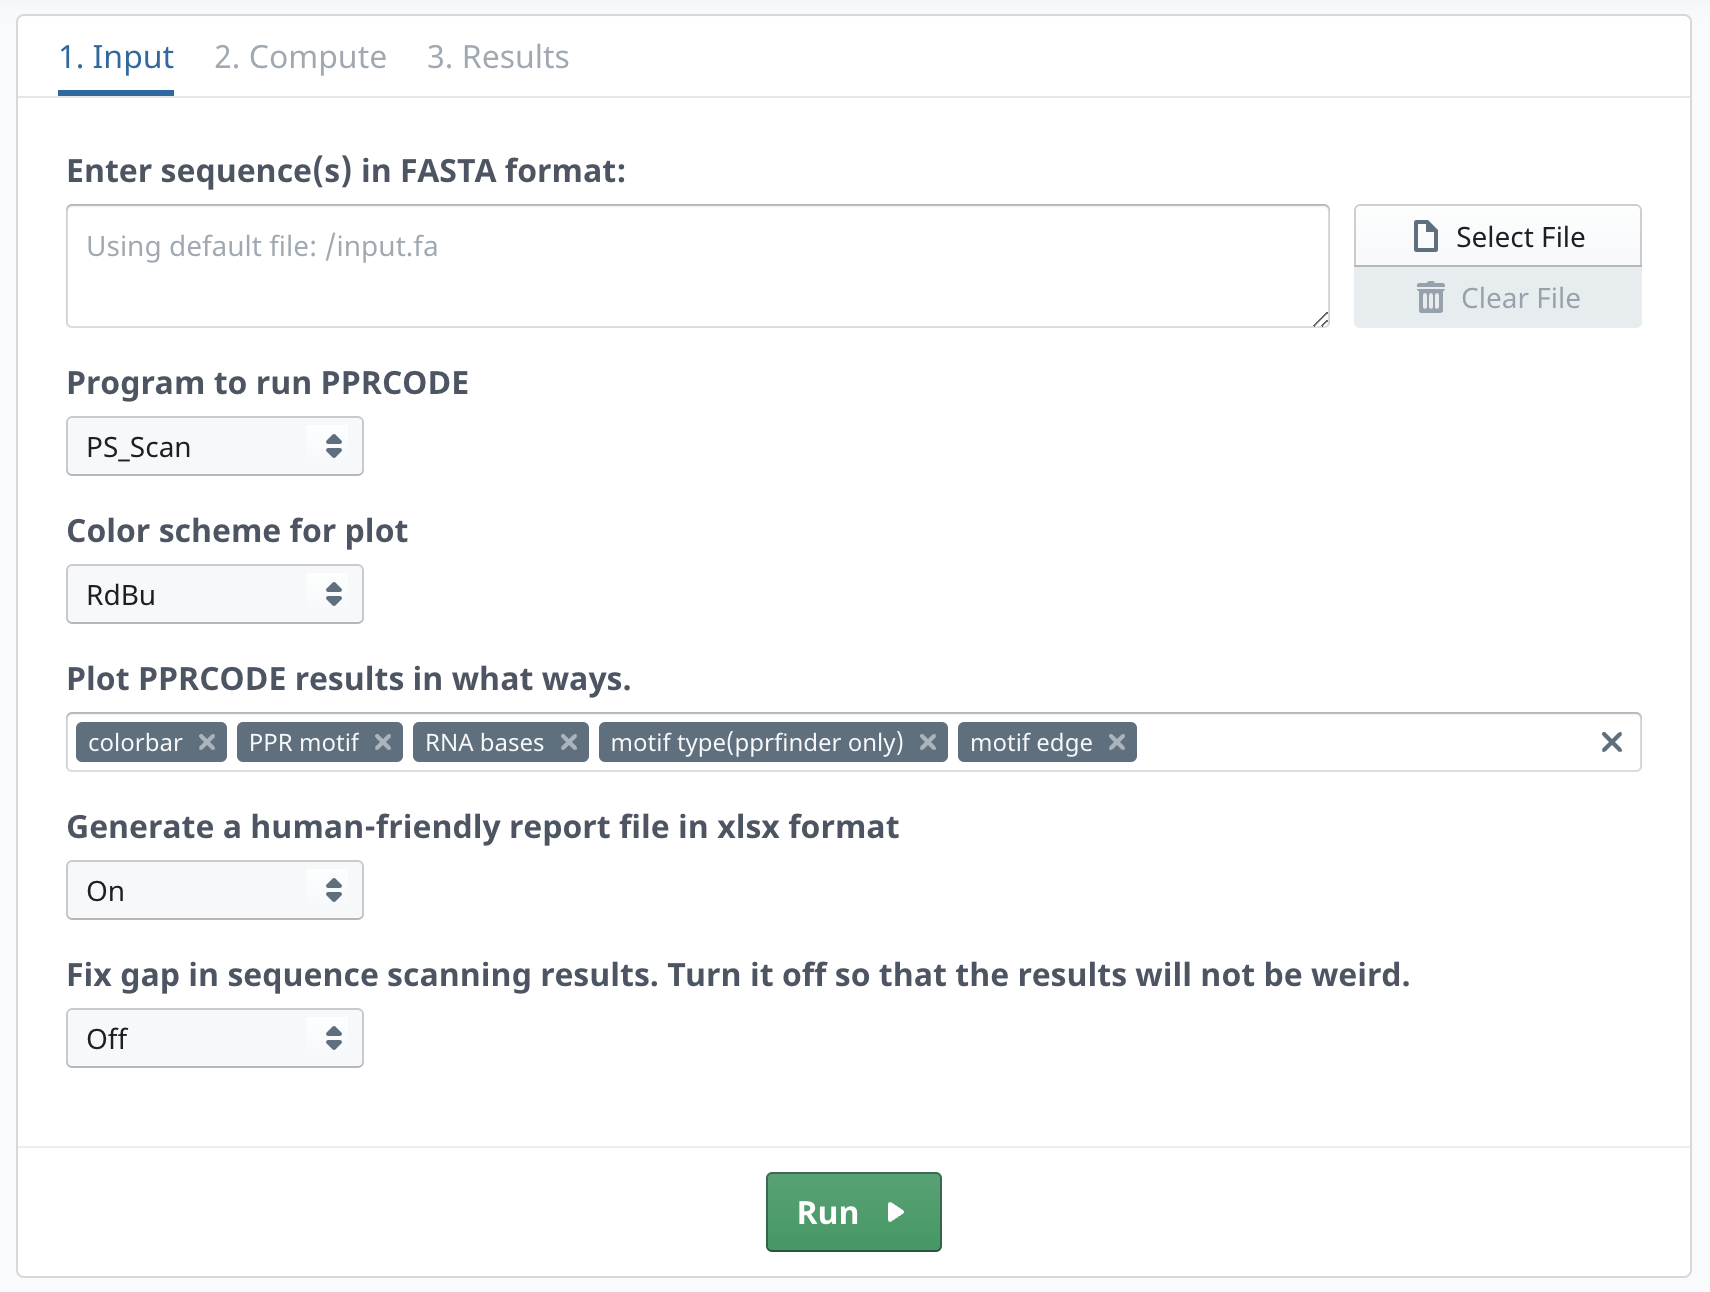 1. Input 2. Compute 3. Results
Enter sequence(s) in FASTA format:
Using default file: /input.fa
Select File
Clear File
Program to run PPRCODE
PS_Scan
Color scheme for plot
RdBu
Plot PPRCODE results in what ways.
colorbar PPR motif RNA bases motif type(pprfinder only) motif edge
Generate a human-friendly report file in xlsx format
On
Fix gap in sequence scanning results. Turn it off so that the results will not be weird.
Off
Run